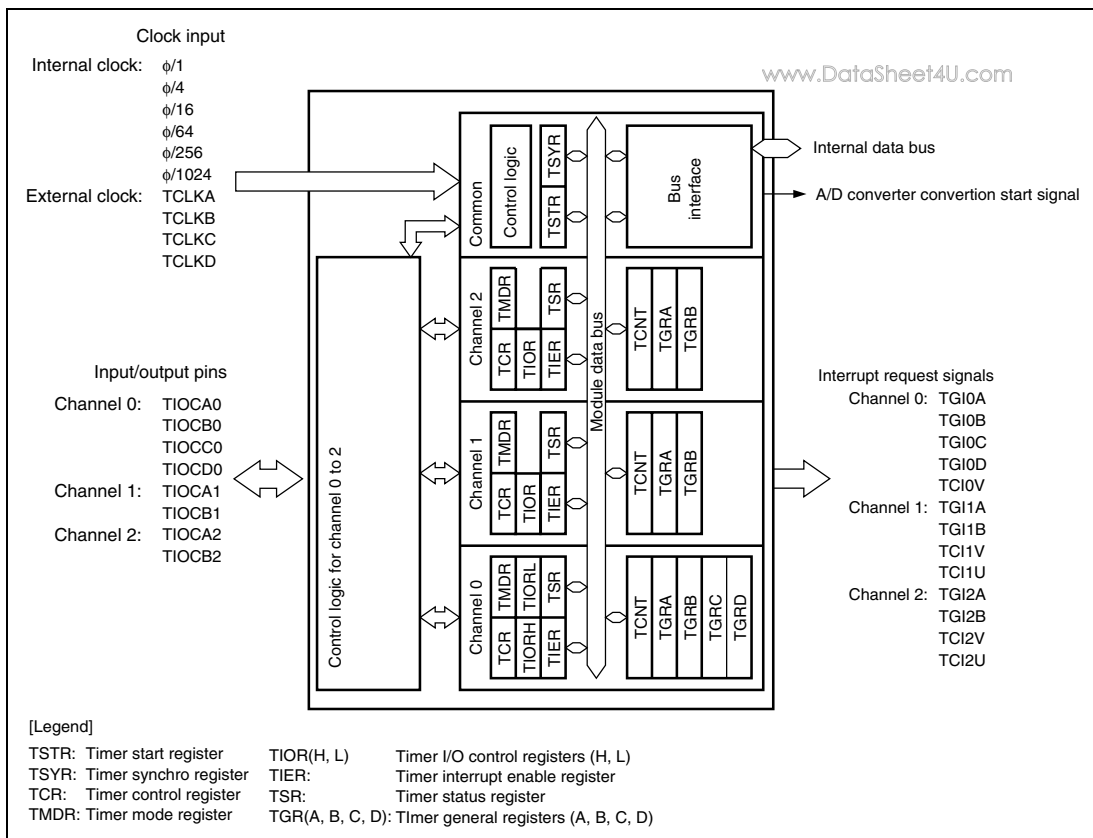 Clock input
Internal clock: ϕ/1
ϕ/4
ϕ/16
ϕ/64
ϕ/256
ϕ/1024
External clock: TCLKA
TCLKB
TCLKC
TCLKD
www.DataSheet4U.com
Common
Control logic
TSYR
TSTR
Bus
interface
Internal data bus
A/D converter convertion start signal
Control logic for channel 0 to 2
Module data bus
Channel 2
TMDR
TSR
TCR
TIOR
TIER
TCNT
TGRA
TGRB
Channel 1
TMDR
TSR
TCR
TIOR
TIER
TCNT
TGRA
TGRB
Channel 0
TMDR
TIORL
TSR
TCR
TIORH
TIER
TCNT
TGRA
TGRB
TGRC
TGRD
Input/output pins
Channel 0: TIOCA0
TIOCB0
TIOCC0
TIOCD0
Channel 1: TIOCA1
TIOCB1
Channel 2: TIOCA2
TIOCB2
Interrupt request signals
Channel 0: TGI0A
TGI0B
TGI0C
TGI0D
TCI0V
Channel 1: TGI1A
TGI1B
TCI1V
TCI1U
Channel 2: TGI2A
TGI2B
TCI2V
TCI2U
[Legend]
TSTR: Timer start register TIOR(H, L) Timer I/O control registers (H, L)
TSYR: Timer synchro register TIER: Timer interrupt enable register
TCR: Timer control register TSR: Timer status register
TMDR: Timer mode register TGR(A, B, C, D): TImer general registers (A, B, C, D)